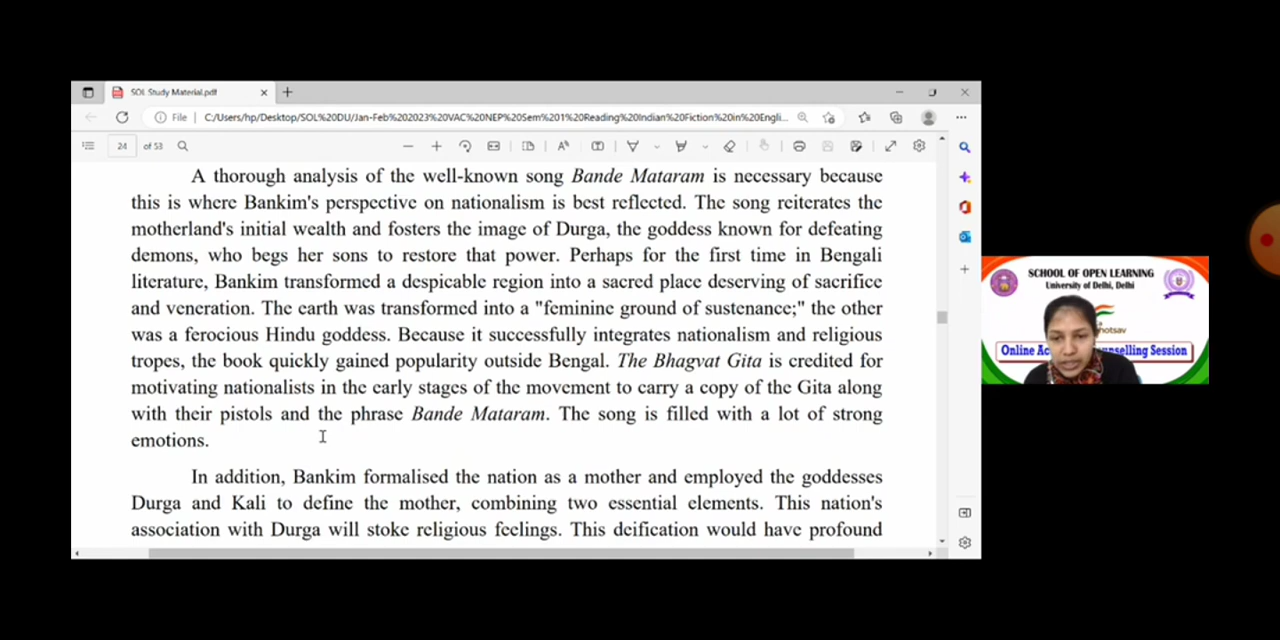 SOL Study Material.pdf
File
C:/Users/hp/Desktop/SOL%20DU/Jan-Feb%202023%20VAC%20NEP%20Sem%201%20Reading%20Indian%20Fiction%20in%20Engli...
24 of 53
A thorough analysis of the well-known song Bande Mataram is necessary because
this is where Bankim's perspective on nationalism is best reflected. The song reiterates the
motherland's initial wealth and fosters the image of Durga, the goddess known for defeating
demons, who begs her sons to restore that power. Perhaps for the first time in Bengali
literature, Bankim transformed a despicable region into a sacred place deserving of sacrifice
and veneration. The earth was transformed into a "feminine ground of sustenance;" the other
was a ferocious Hindu goddess. Because it successfully integrates nationalism and religious
tropes, the book quickly gained popularity outside Bengal. The Bhagvat Gita is credited for
motivating nationalists in the early stages of the movement to carry a copy of the Gita along
with their pistols and the phrase Bande Mataram. The song is filled with a lot of strong
emotions.
In addition, Bankim formalised the nation as a mother and employed the goddesses
Durga and Kali to define the mother, combining two essential elements. This nation's
association with Durga will stoke religious feelings. This deification would have profound
SCHOOL OF OPEN LEARNING
University of Delhi, Delhi
Online Ac
unselling Session